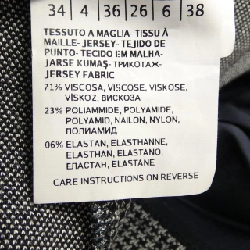 34 4 36 26 6 38
TESSUTO A MAGLIA TISSU À
MAILLE- JERSEY- TEJIDO DE
PUNTO- TECIDO EM MALHA-
JARSE KUMAŞ- ТРИКОТАЖ-
JERSEY FABRIC
71% VISCOSA, VISCOSE, VISKOSE,
VİSKOZ, ВИСКОЗА
23% POLIAMMIDE, POLYAMIDE,
POLYAMID, NAILON, NYLON,
ПОЛИАМИД
06% ELASTAN, ELASTHANNE,
ELASTHAN, ELASTANO
ЕЛАСТАН, ELASTANE
CARE INSTRUCTIONS ON REVERSE